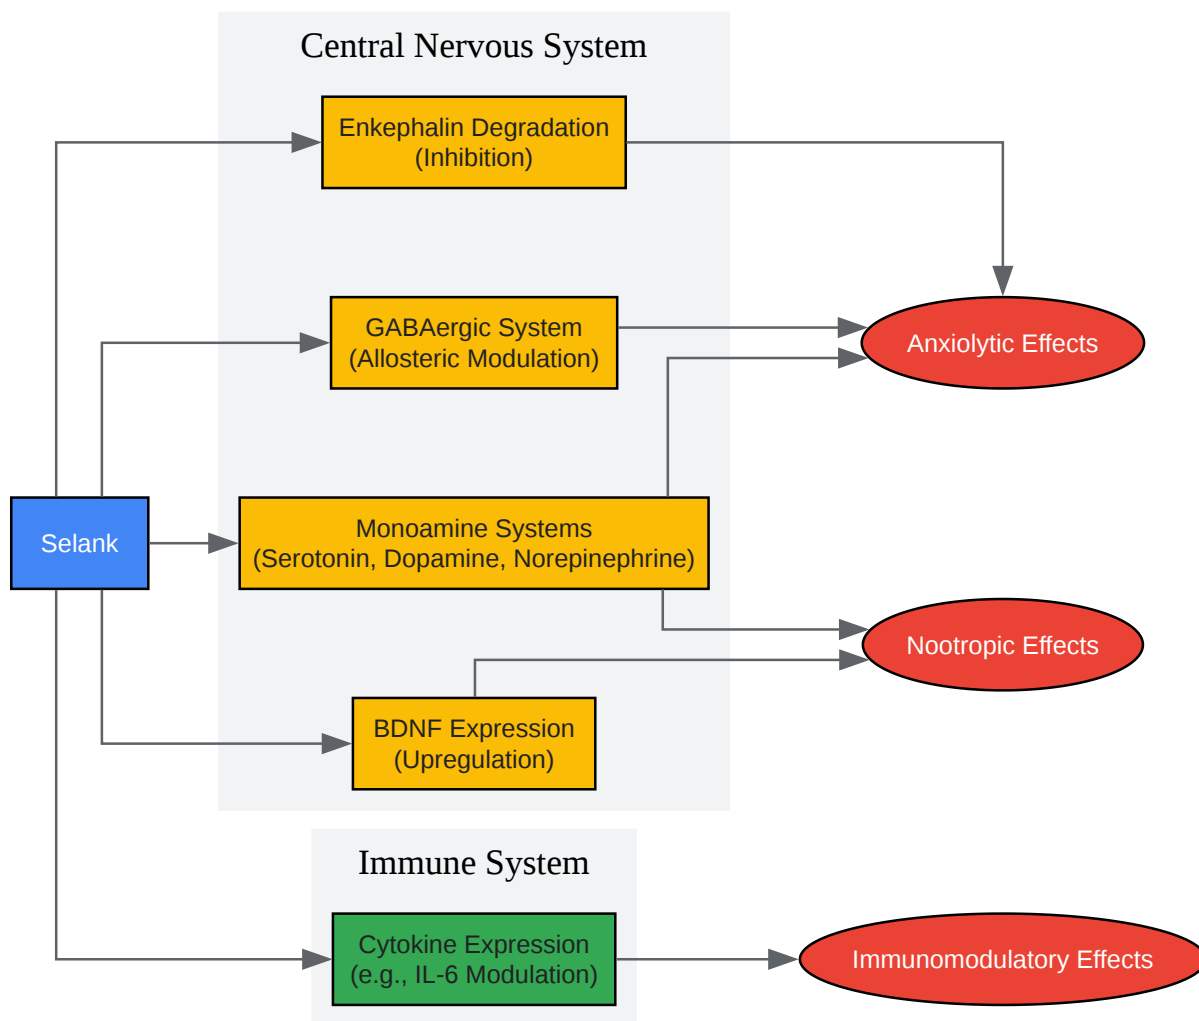 Central Nervous System
Enkephalin Degradation
(Inhibition)
GABAergic System
(Allosteric Modulation)
Anxiolytic Effects
Selank
Monoamine Systems
(Serotonin, Dopamine, Norepinephrine)
Nootropic Effects
BDNF Expression
(Upregulation)
Immune System
Cytokine Expression
(e.g., IL-6 Modulation)
Immunomodulatory Effects